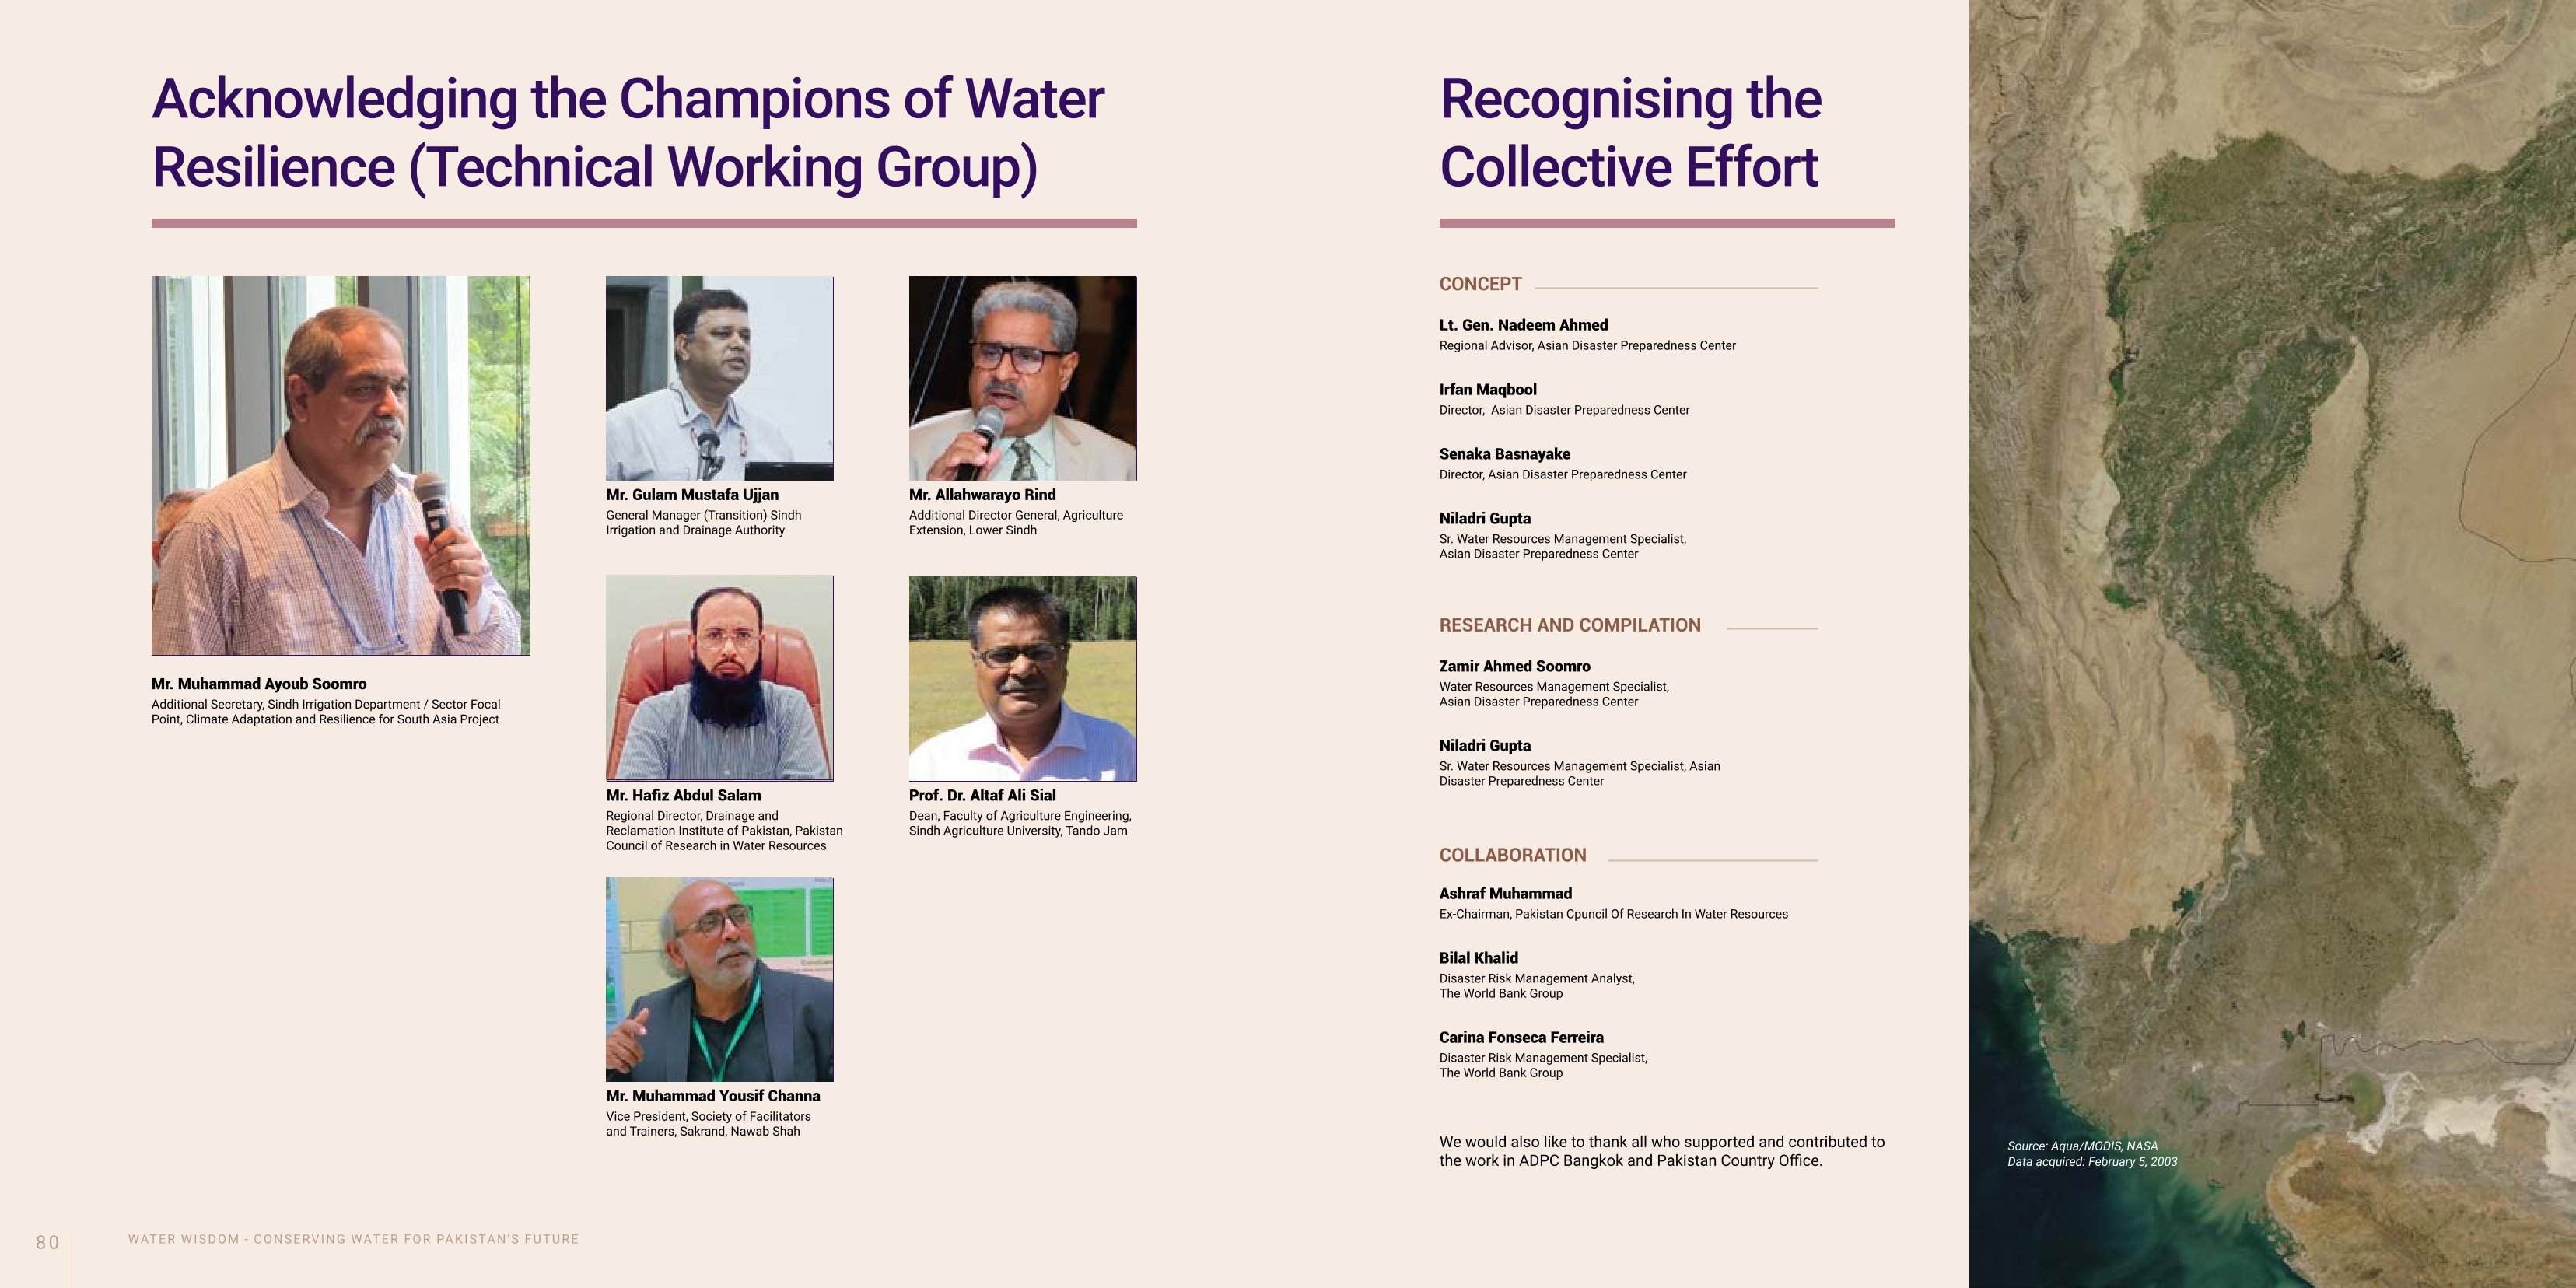 Acknowledging the Champions of Water
Resilience (Technical Working Group)
Mr. Muhammad Ayoub Soomro
Additional Secretary, Sindh Irrigation Department / Sector Focal
Point, Climate Adaptation and Resilience for South Asia Project
Mr. Gulam Mustafa Ujjan
General Manager (Transition) Sindh
Irrigation and Drainage Authority
Mr. Allahwarayo Rind
Additional Director General, Agriculture
Extension, Lower Sindh
Mr. Hafiz Abdul Salam
Regional Director, Drainage and
Reclamation Institute of Pakistan, Pakistan
Council of Research in Water Resources
Prof. Dr. Altaf Ali Sial
Dean, Faculty of Agriculture Engineering,
Sindh Agriculture University, Tando Jam
Mr. Muhammad Yousif Channa
Vice President, Society of Facilitators
and Trainers, Sakrand, Nawab Shah
80
WATER WISDOM - CONSERVING WATER FOR PAKISTAN'S FUTURE
Recognising the
Collective Effort
CONCEPT
Lt. Gen. Nadeem Ahmed
Regional Advisor, Asian Disaster Preparedness Center
Irfan Maqbool
Director, Asian Disaster Preparedness Center
Senaka Basnayake
Director, Asian Disaster Preparedness Center
Niladri Gupta
Sr. Water Resources Management Specialist,
Asian Disaster Preparedness Center
RESEARCH AND COMPILATION
Zamir Ahmed Soomro
Water Resources Management Specialist,
Asian Disaster Preparedness Center
Niladri Gupta
Sr. Water Resources Management Specialist, Asian
Disaster Preparedness Center
COLLABORATION
Ashraf Muhammad
Ex-Chairman, Pakistan Cpuncil Of Research In Water Resources
Bilal Khalid
Disaster Risk Management Analyst,
The World Bank Group
Carina Fonseca Ferreira
Disaster Risk Management Specialist,
The World Bank Group
We would also like to thank all who supported and contributed to
the work in ADPC Bangkok and Pakistan Country Office.
Source: Aqua/MODIS, NASA
Data acquired: February 5, 2003